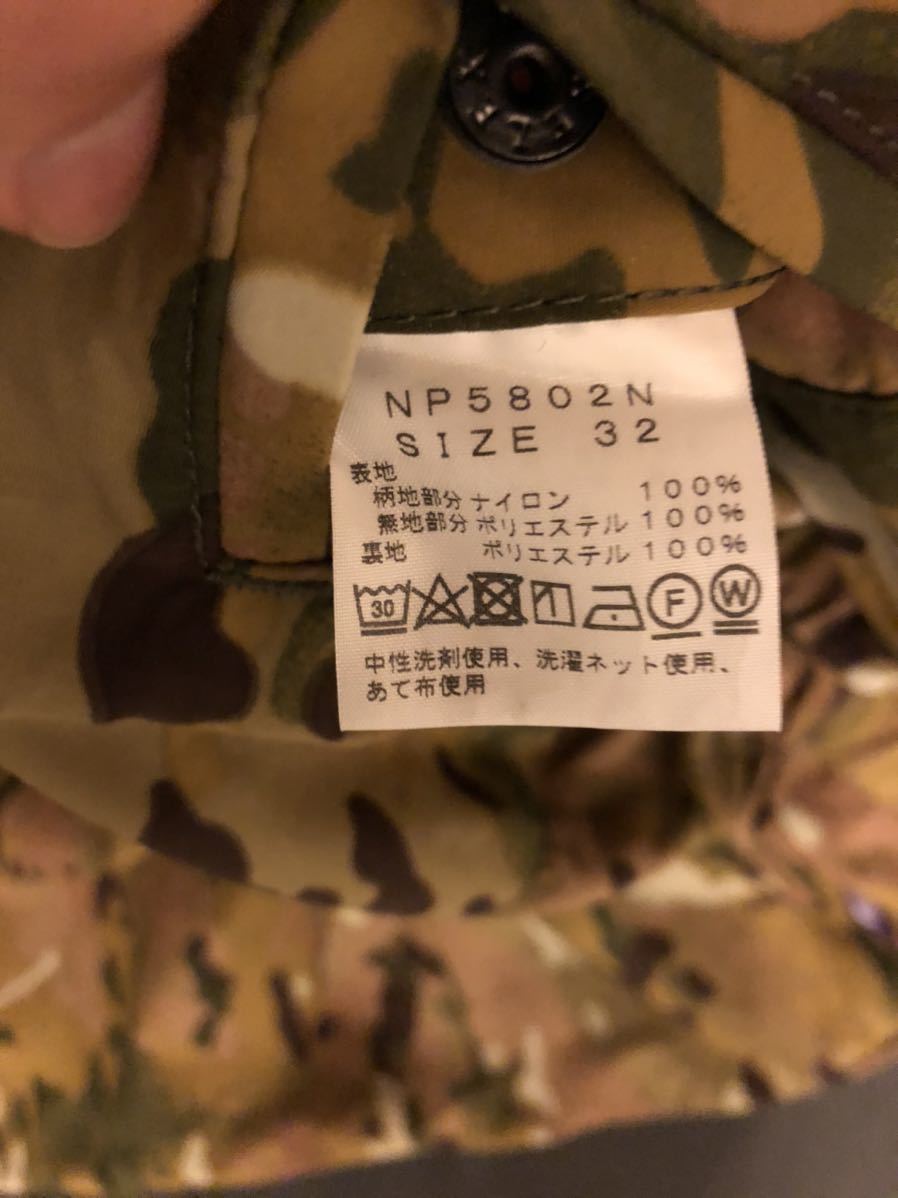 NP5802N
SIZE 32
表地
柄地部分 ナイロン 100%
無地部分 ポリエステル 100%
裏地 ポリエステル 100%
30 F W
中性洗剤使用、洗濯ネット使用、
あて布使用